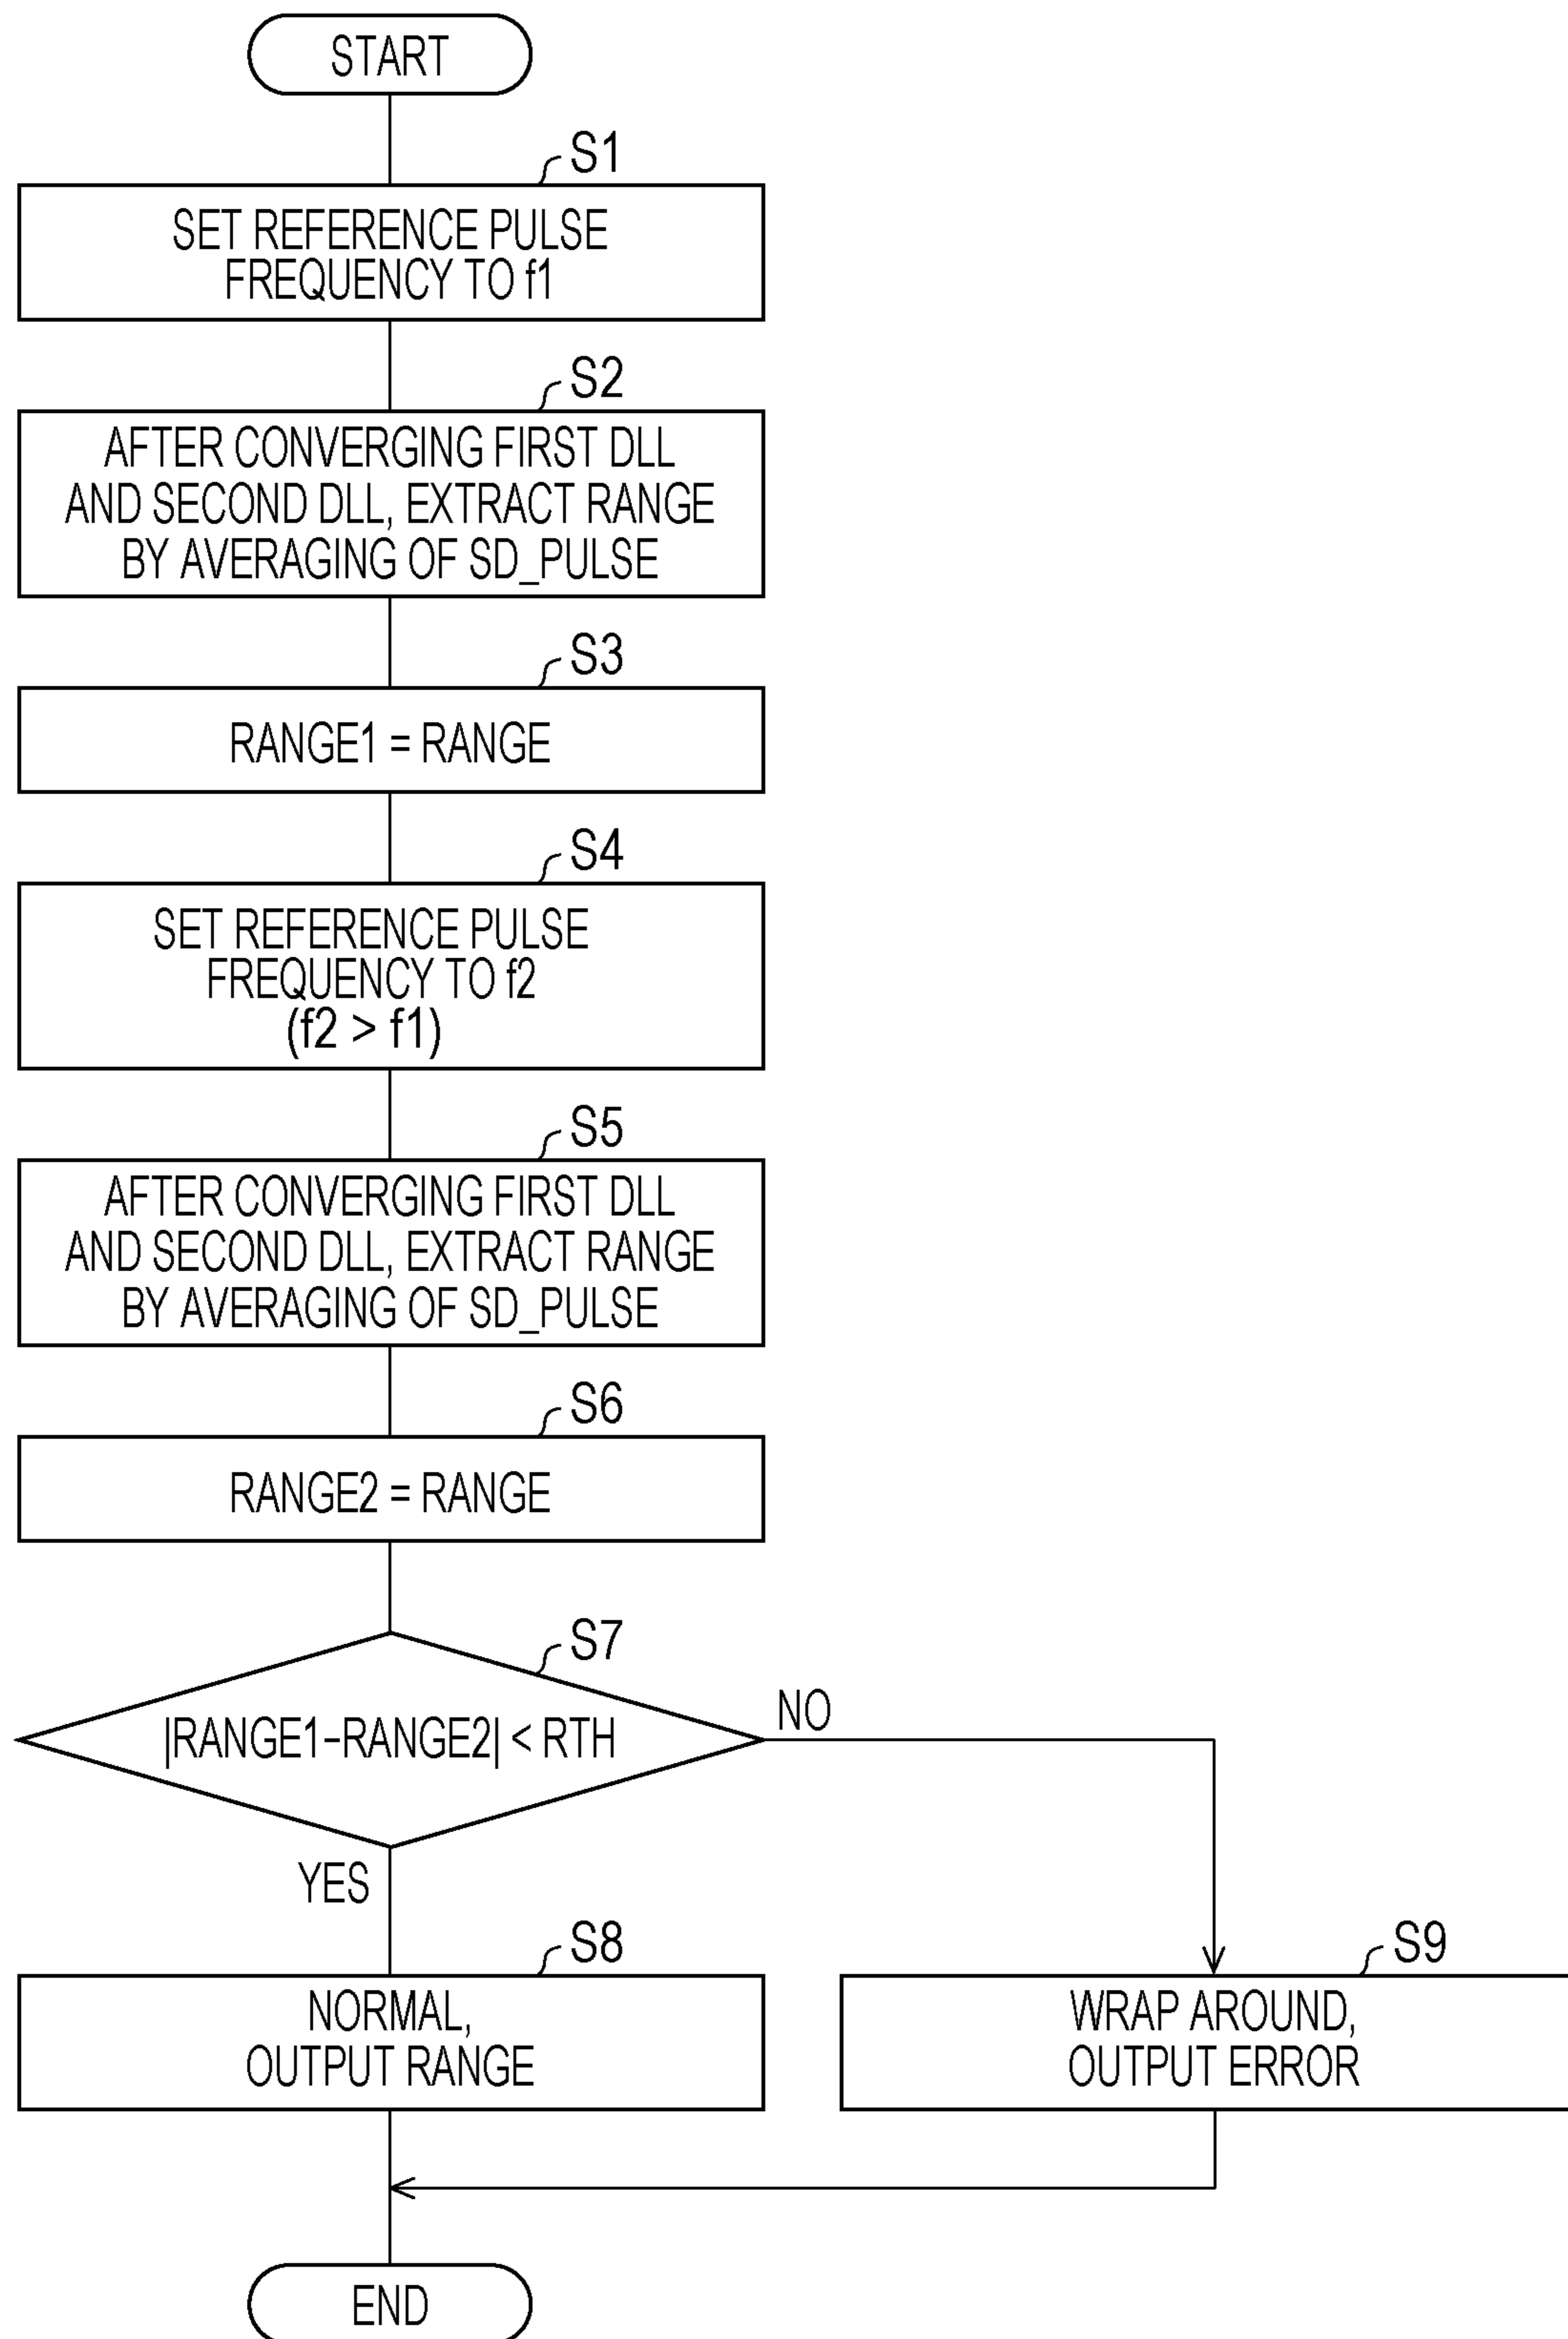 START
S1
SET REFERENCE PULSE
FREQUENCY TO f1
S2
AFTER CONVERGING FIRST DLL
AND SECOND DLL, EXTRACT RANGE
BY AVERAGING OF SD_PULSE
S3
RANGE1 = RANGE
S4
SET REFERENCE PULSE
FREQUENCY TO f2
(f2 > f1)
S5
AFTER CONVERGING FIRST DLL
AND SECOND DLL, EXTRACT RANGE
BY AVERAGING OF SD_PULSE
S6
RANGE2 = RANGE
S7
|RANGE1−RANGE2| < RTH
NO
YES
S8
NORMAL,
OUTPUT RANGE
S9
WRAP AROUND,
OUTPUT ERROR
END